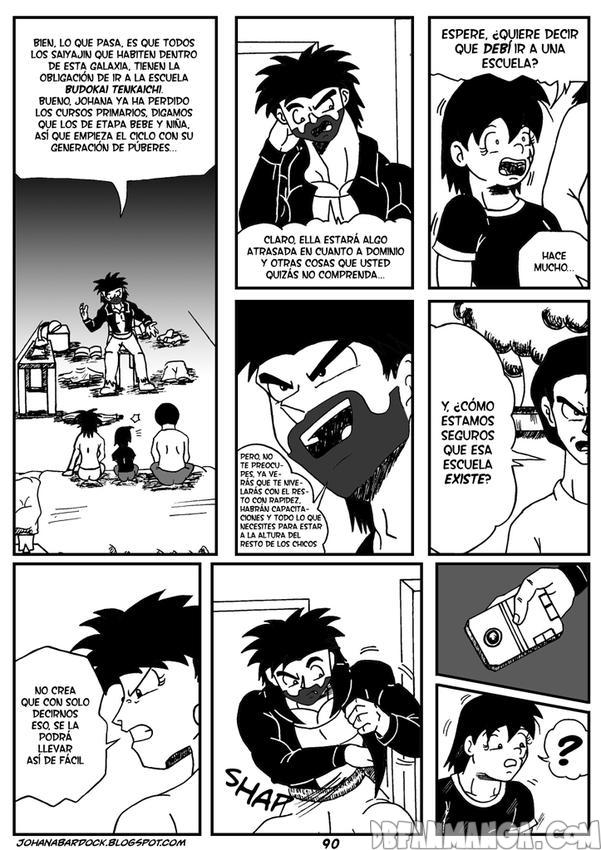 BIEN, LO QUE PASA, ES QUE TODOS
LOS SAIYAJIN QUE HABITEN DENTRO
DE ESTA GALAXIA, TIENEN LA
OBLIGACIÓN DE IR A LA ESCUELA
BUDOKAI TENKAICHI.
BUENO, JOHANA YA HA PERDIDO
LOS CURSOS PRIMARIOS, DIGAMOS
QUE LOS DE ETAPA BEBE Y NIÑA,
ASÍ QUE EMPIEZA EL CICLO CON SU
GENERACIÓN DE PÚBERES...
CLARO, ELLA ESTARÁ ALGO
ATRASADA EN CUANTO A DOMINIO
Y OTRAS COSAS QUE USTED
QUIZÁS NO COMPRENDA...
ESPERE, ¿QUIERE DECIR
QUE DEBÍ IR A UNA
ESCUELA?
HACE
MUCHO...
PERO, NO
TE PREOCU-
PES, YA VE-
RÁS QUE TE NIVE-
LARÁS CON EL RES-
TO CON RAPIDEZ,
HABRÁN CAPACITA-
CIONES Y TODO LO QUE
NECESITES PARA ESTAR
A LA ALTURA DEL
RESTO DE LOS CHICOS
Y, ¿CÓMO
ESTAMOS
SEGUROS
QUE ESA
ESCUELA
EXISTE?
NO CREA
QUE CON SOLO
DECIRNOS
ESO, SE LA
PODRÁ
LLEVAR
ASÍ DE FÁCIL
SHAP
?
JOHANABARDOCK.BLOGSPOT.COM
90
DBFANMANGA.COM